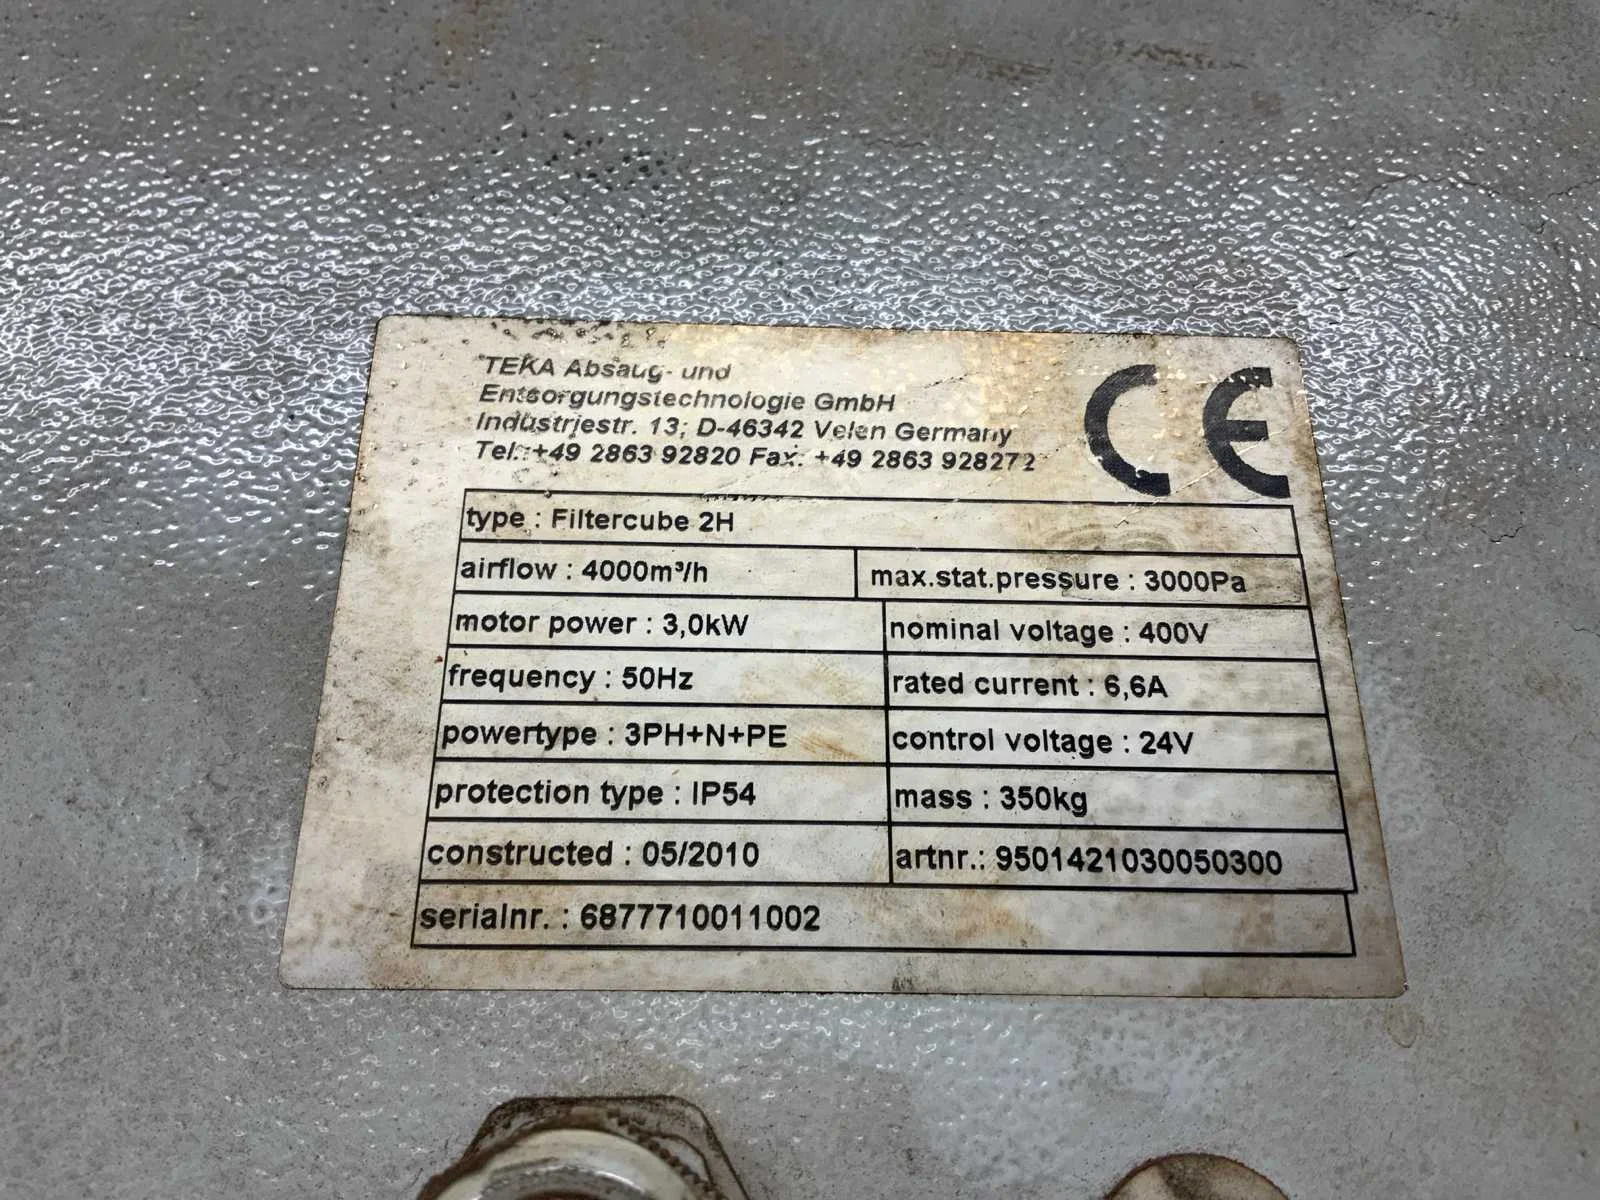 TEKA Absaug- und
Entsorgungstechnologie GmbH
Industriestr. 13; D-46342 Velen Germany
Tel.:+49 2863 92820 Fax: +49 2863 928272
CE
type : Filtercube 2H
airflow : 4000m³/h max.stat.pressure : 3000Pa
motor power : 3,0kW nominal voltage : 400V
frequency : 50Hz rated current : 6,6A
powertype : 3PH+N+PE control voltage : 24V
protection type : IP54 mass : 350kg
constructed : 05/2010 artnr.: 9501421030050300
serialnr. : 6877710011002